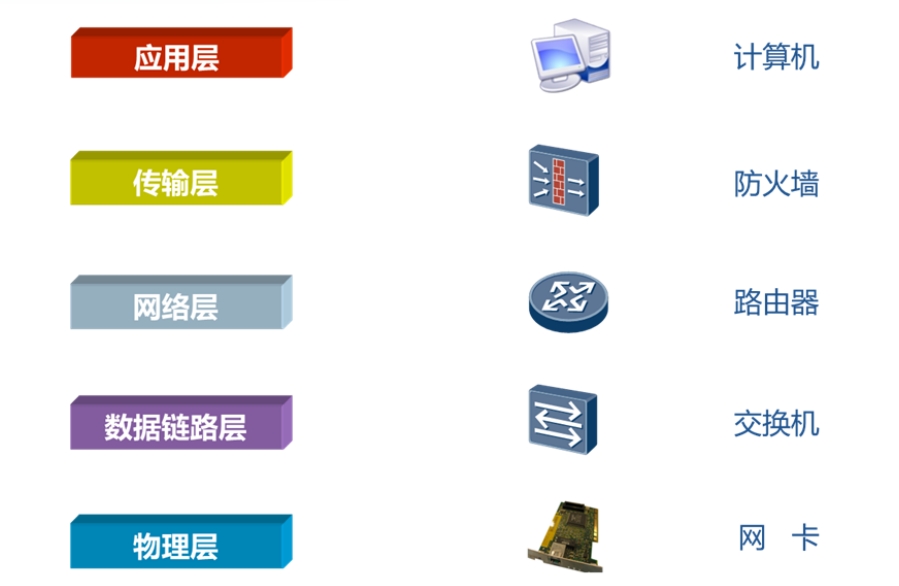 应用层 计算机
传输层 防火墙
网络层 路由器
数据链路层 交换机
物理层 网 卡